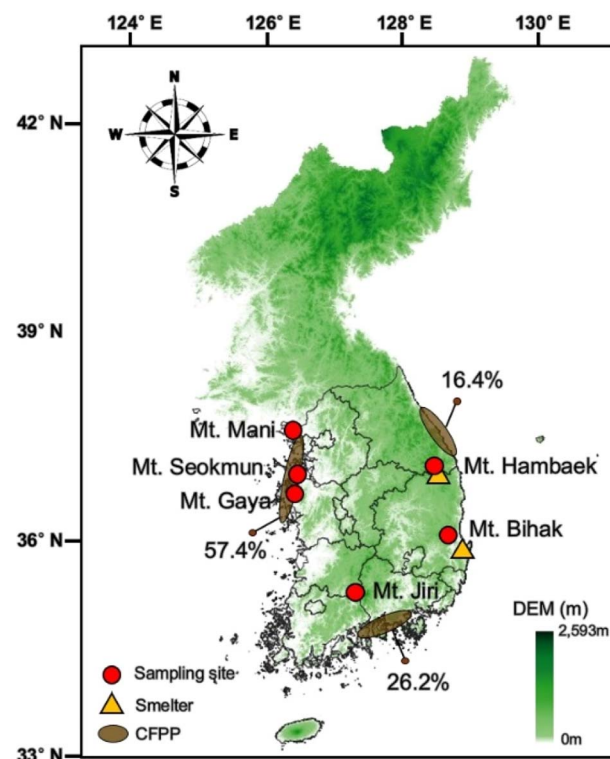 124° E 126° E 128° E 130° E
N
42° N
W E
S
39° N
16.4%
Mt. Mani
Mt. Seokmun
Mt. Hambaek
Mt. Gaya
Mt. Bihak
36° N
57.4%
Mt. Jiri
DEM (m)
2,593m
Sampling site
26.2%
Smelter
CFPP
0m
33° N